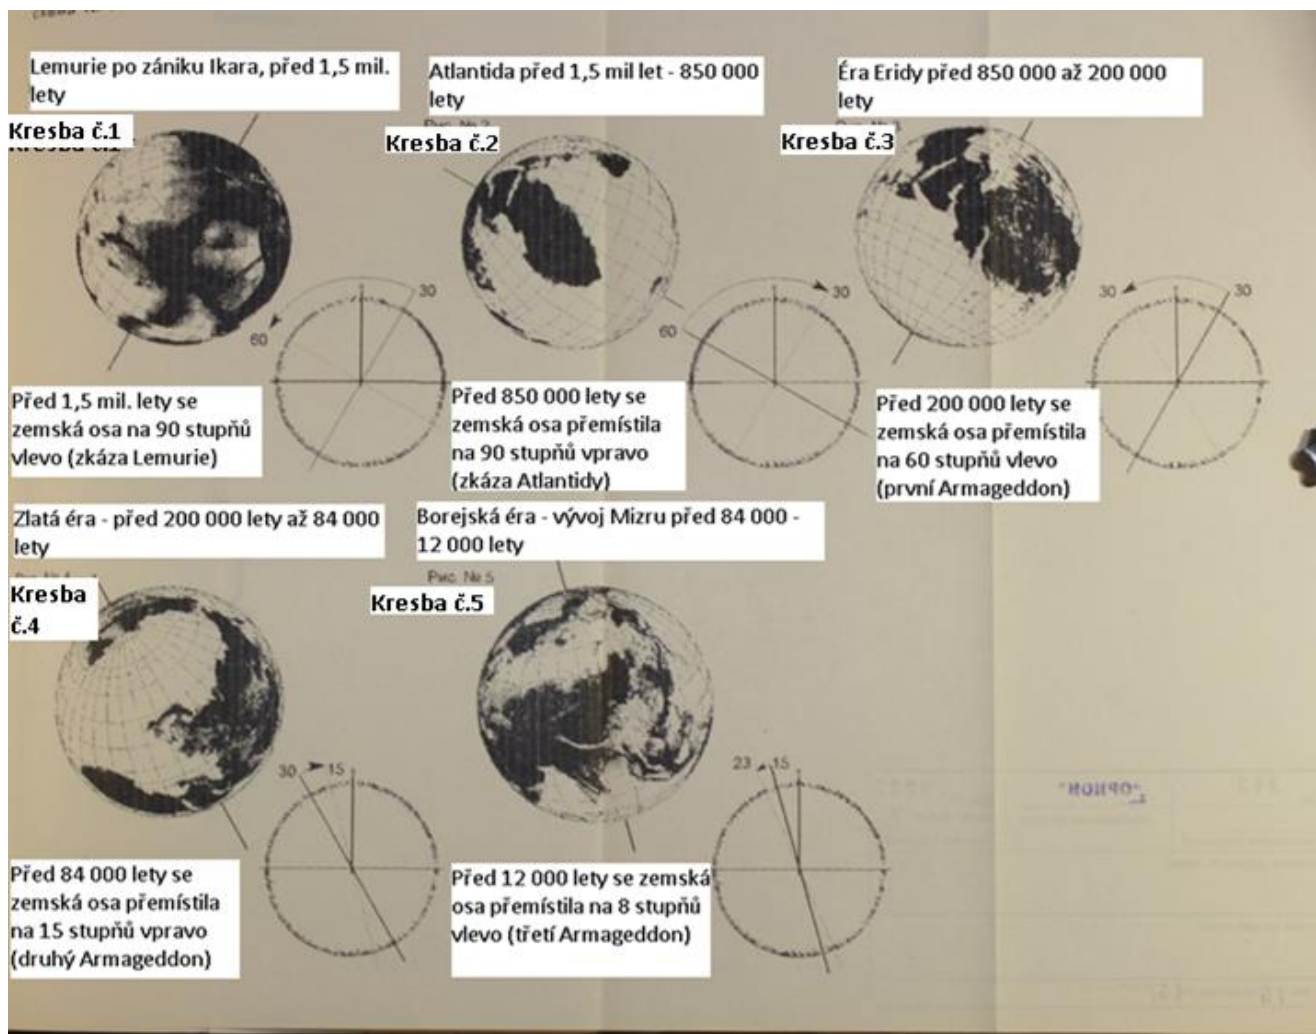 Lemurie po zániku Ikara, před 1,5 mil.
lety
Kresba č.1
Atlantida před 1,5 mil let - 850 000
lety
Kresba č.2
Éra Eridy před 850 000 až 200 000
lety
Kresba č.3
30
60
0
30
60
30
30
Před 1,5 mil. lety se
zemská osa na 90 stupňů
vlevo (zkáza Lemurie)
Před 850 000 lety se
zemská osa přemístila
na 90 stupňů vpravo
(zkáza Atlantidy)
Před 200 000 lety se
zemská osa přemístila
na 60 stupňů vlevo
(první Armageddon)
Zlatá éra - před 200 000 lety až 84 000
lety
Kresba
č.4
Borejská éra - vývoj Mizru před 84 000 -
12 000 lety
Рис. № 5
Kresba č.5
30 15
23 15
"ОРИОН"
Před 84 000 lety se
zemská osa přemístila
na 15 stupňů vpravo
(druhý Armageddon)
Před 12 000 lety se zemská
osa přemístila na 8 stupňů
vlevo (třetí Armageddon)